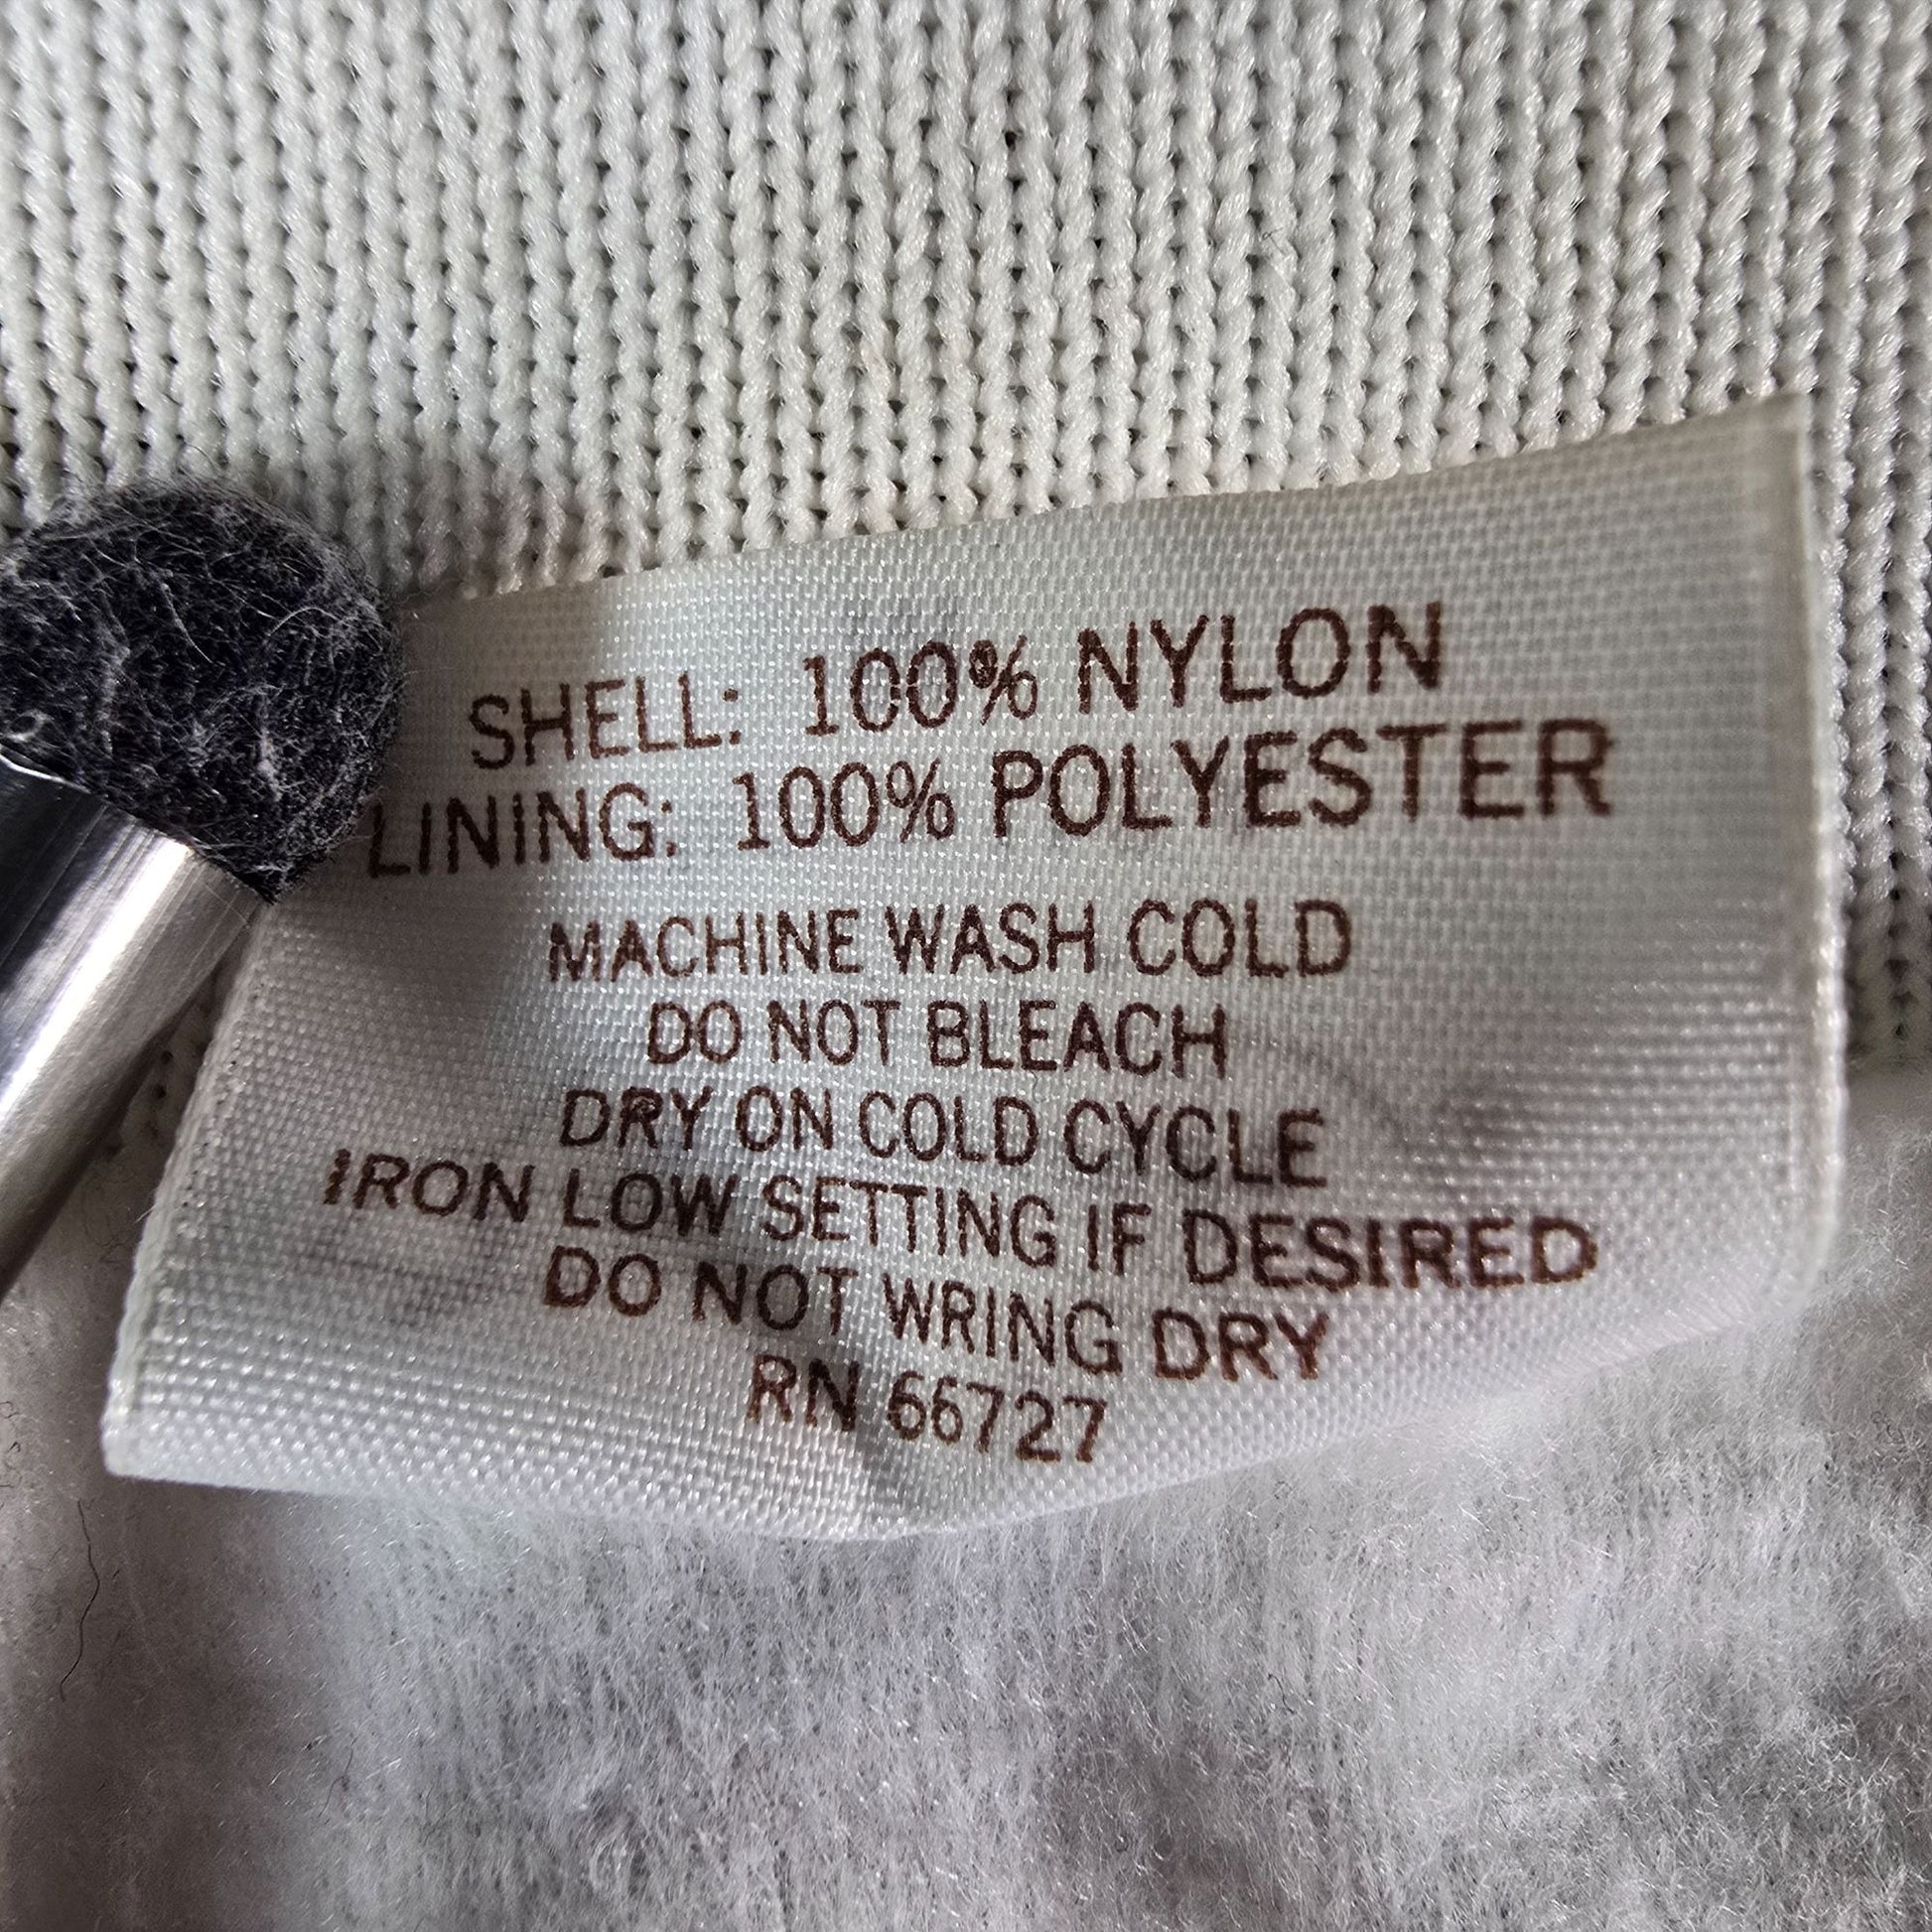 SHELL: 100% NYLON
LINING: 100% POLYESTER
MACHINE WASH COLD
DO NOT BLEACH
DRY ON COLD CYCLE
IRON LOW SETTING IF DESIRED
DO NOT WRING DRY
RN 66727